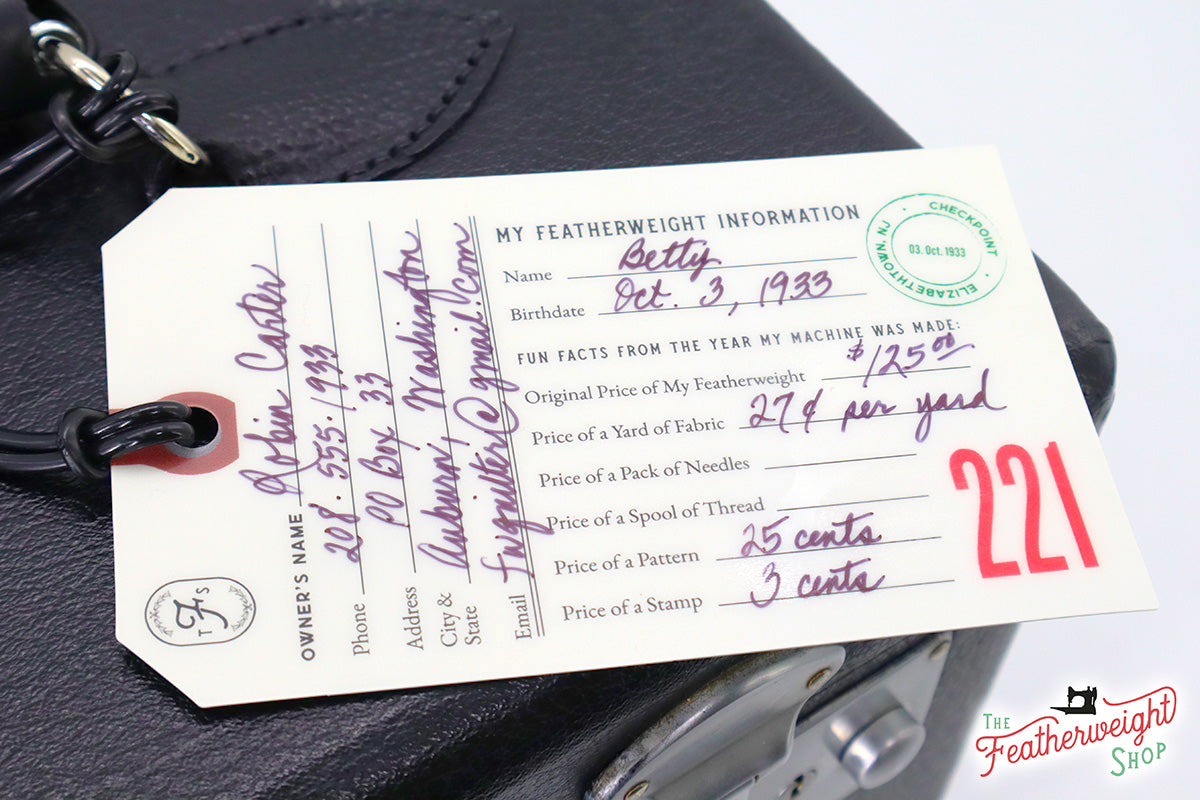 OWNER'S NAME Robin Carter
Phone 208.555.1933
Address PO Box 33
City & State Auburn, Washington
Email fwquilter@gmail.com
T F S
MY FEATHERWEIGHT INFORMATION
Name Betty
Birthdate Oct. 3, 1933
CHECKPOINT
03. Oct. 1933
ELIZABETHTOWN, NJ
FUN FACTS FROM THE YEAR MY MACHINE WAS MADE:
Original Price of My Featherweight $125.00
Price of a Yard of Fabric 27¢ per yard
Price of a Pack of Needles
Price of a Spool of Thread
Price of a Pattern 25 cents
Price of a Stamp 3 cents
221
THE
Featherweight
SHOP